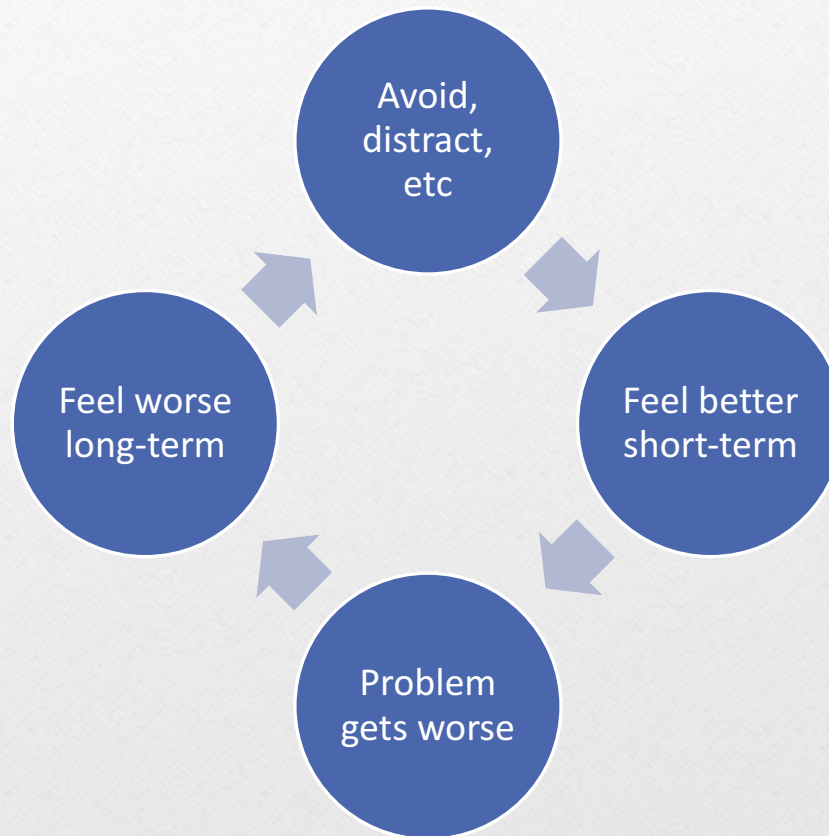 Avoid,
distract,
etc
Feel better
short-term
Problem
gets worse
Feel worse
long-term